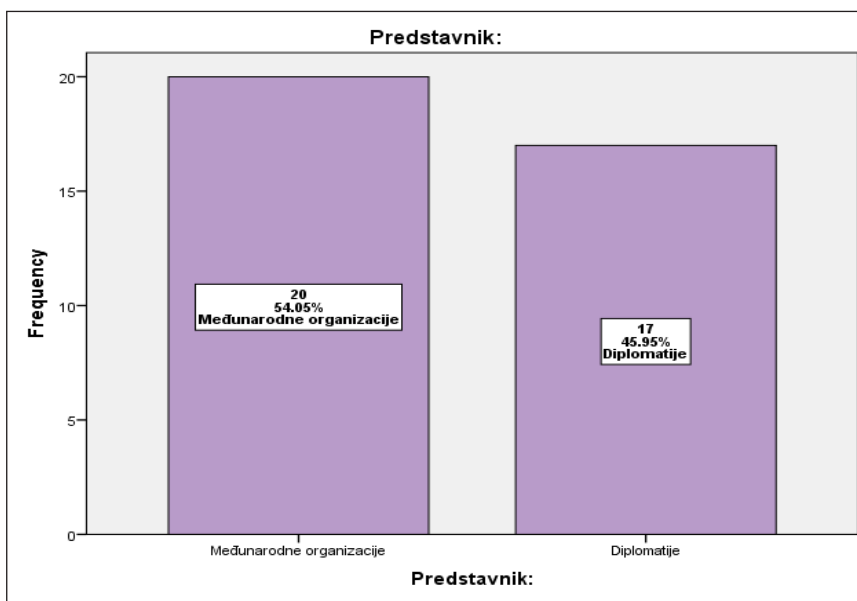 Predstavnik:
Frequency
20
15
10
5
0
20
54.05%
Međunarodne organizacije
17
45.95%
Diplomatije
Međunarodne organizacije
Diplomatije
Predstavnik: